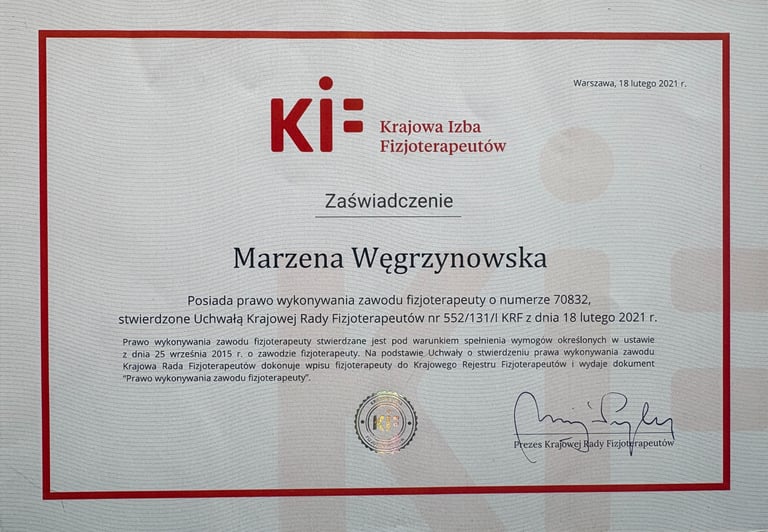 Warszawa, 18 lutego 2021 r.
KiF
Krajowa Izba
Fizjoterapeutów
Zaświadczenie
Marzena Węgrzynowska
Posiada prawo wykonywania zawodu fizjoterapeuty o numerze 70832,
stwierdzone Uchwałą Krajowej Rady Fizjoterapeutów nr 552/131/I KRF z dnia 18 lutego 2021 r.
Prawo wykonywania zawodu fizjoterapeuty stwierdzane jest pod warunkiem spełnienia wymogów określonych w ustawie
z dnia 25 września 2015 r. o zawodzie fizjoterapeuty. Na podstawie Uchwały o stwierdzeniu prawa wykonywania zawodu
Krajowa Rada Fizjoterapeutów dokonuje wpisu fizjoterapeuty do Krajowego Rejestru Fizjoterapeutów i wydaje dokument
"Prawo wykonywania zawodu fizjoterapeuty".
KiF
Prezes Krajowej Rady Fizjoterapeutów